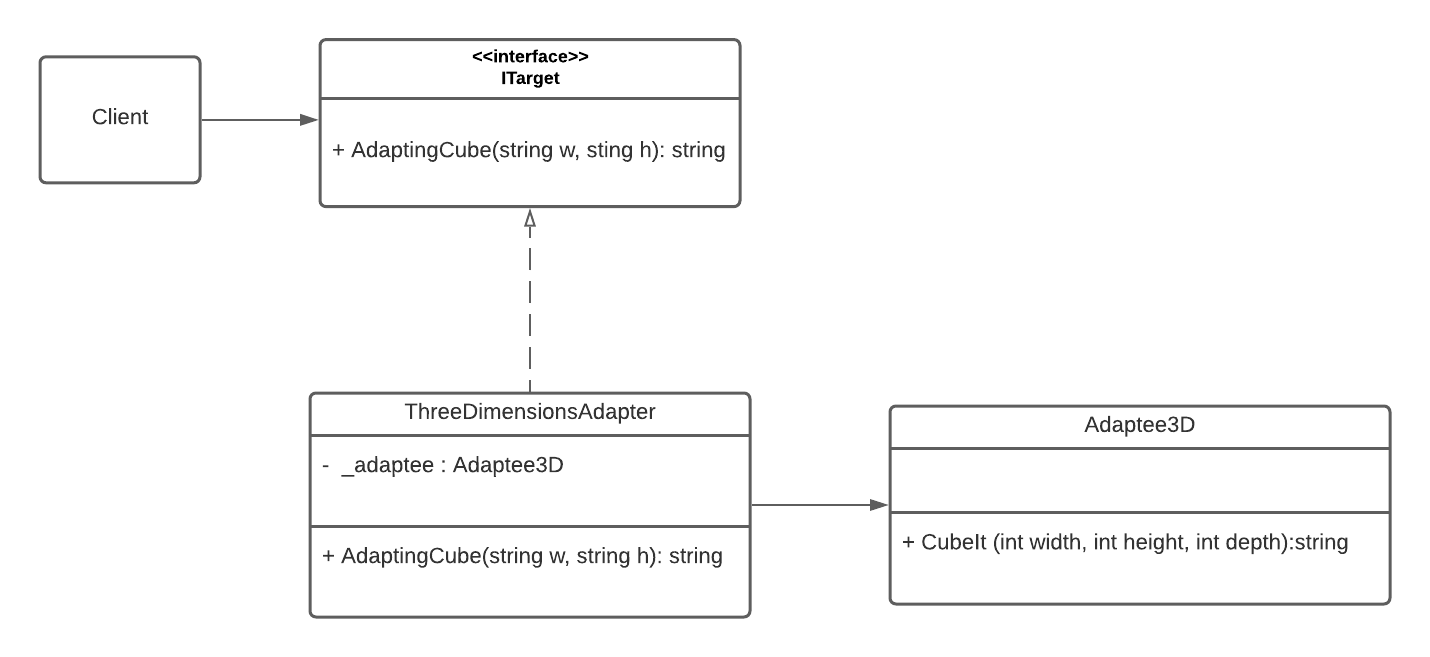 Client
<<interface>>
ITarget
+ AdaptingCube(string w, sting h): string
ThreeDimensionsAdapter
- _adaptee : Adaptee3D
+ AdaptingCube(string w, string h): string
Adaptee3D
+ CubeIt (int width, int height, int depth):string